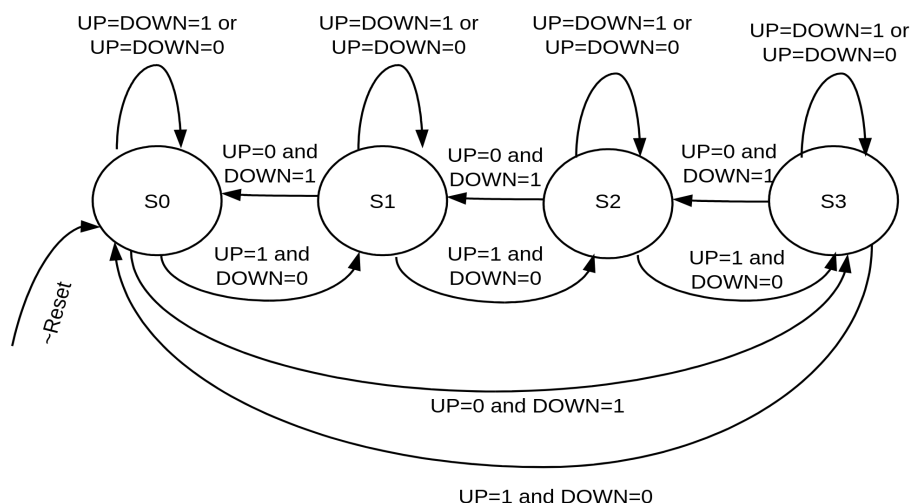 UP=DOWN=1 or
UP=DOWN=0
UP=DOWN=1 or
UP=DOWN=0
UP=DOWN=1 or
UP=DOWN=0
UP=DOWN=1 or
UP=DOWN=0
UP=0 and
DOWN=1
UP=0 and
DOWN=1
UP=0 and
DOWN=1
S0
S1
S2
S3
UP=1 and
DOWN=0
UP=1 and
DOWN=0
UP=1 and
DOWN=0
~Reset
UP=0 and DOWN=1
UP=1 and DOWN=0